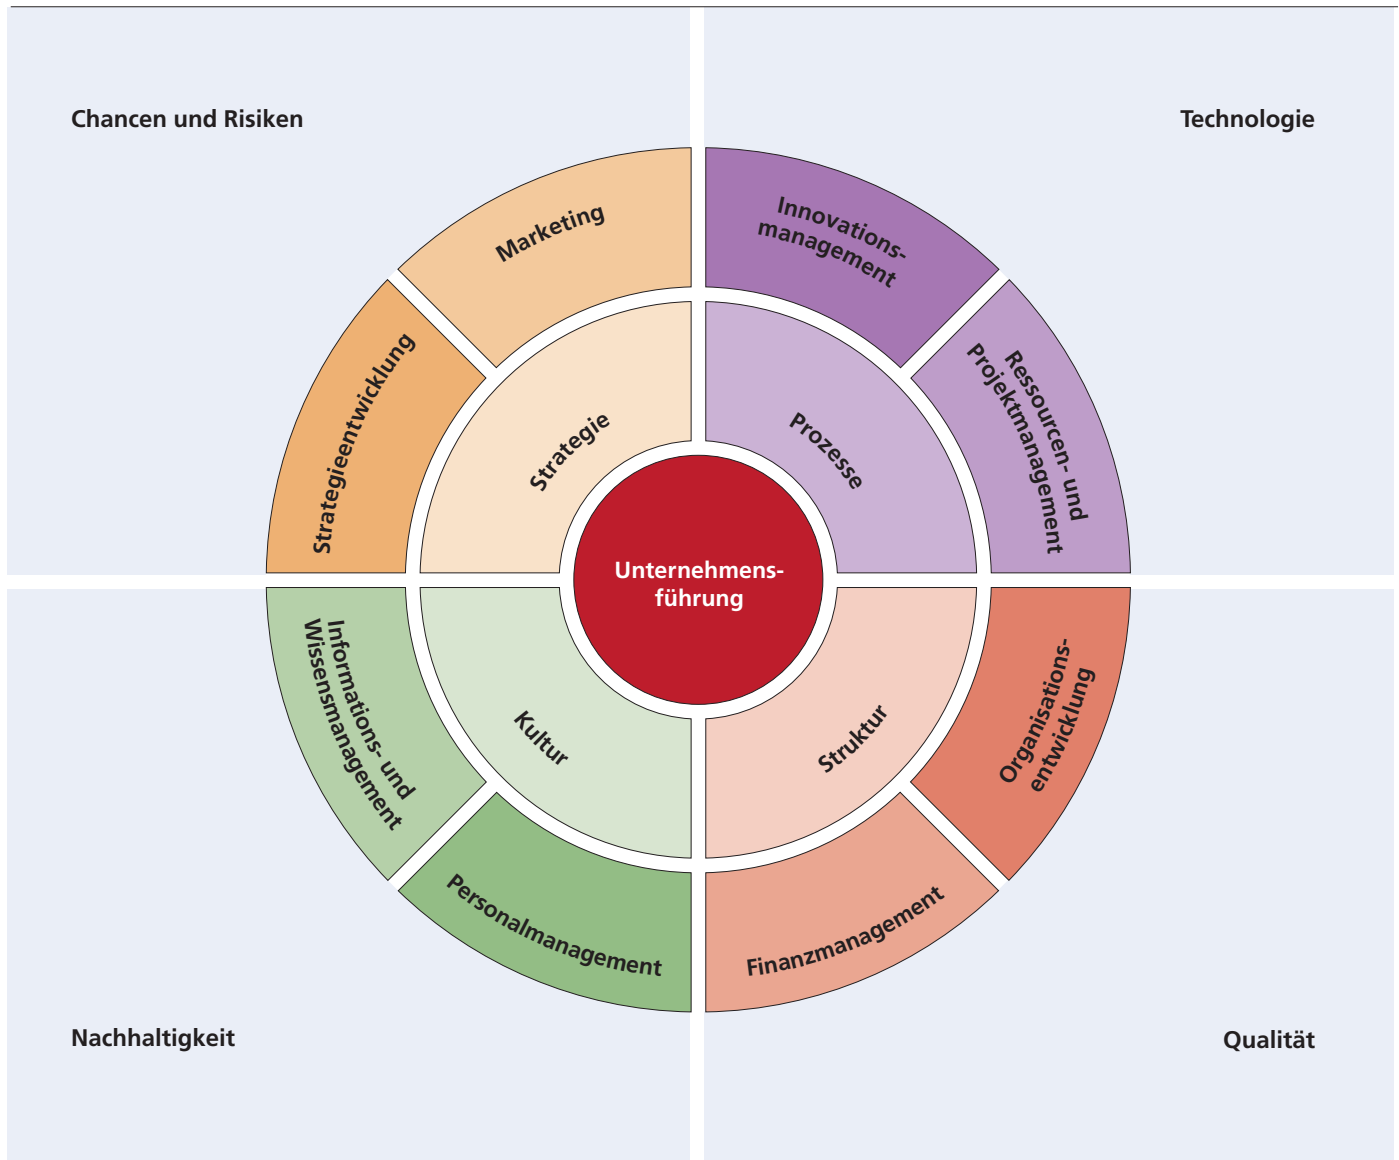 Chancen und Risiken
Technologie
Marketing
Innovations-
management
Strategieentwicklung
Ressourcen- und
Projektmanagement
Strategie
Prozesse
Unternehmens-
führung
Informations- und
Wissensmanagement
Kultur
Struktur
Organisations-
entwicklung
Personalmanagement
Finanzmanagement
Nachhaltigkeit
Qualität